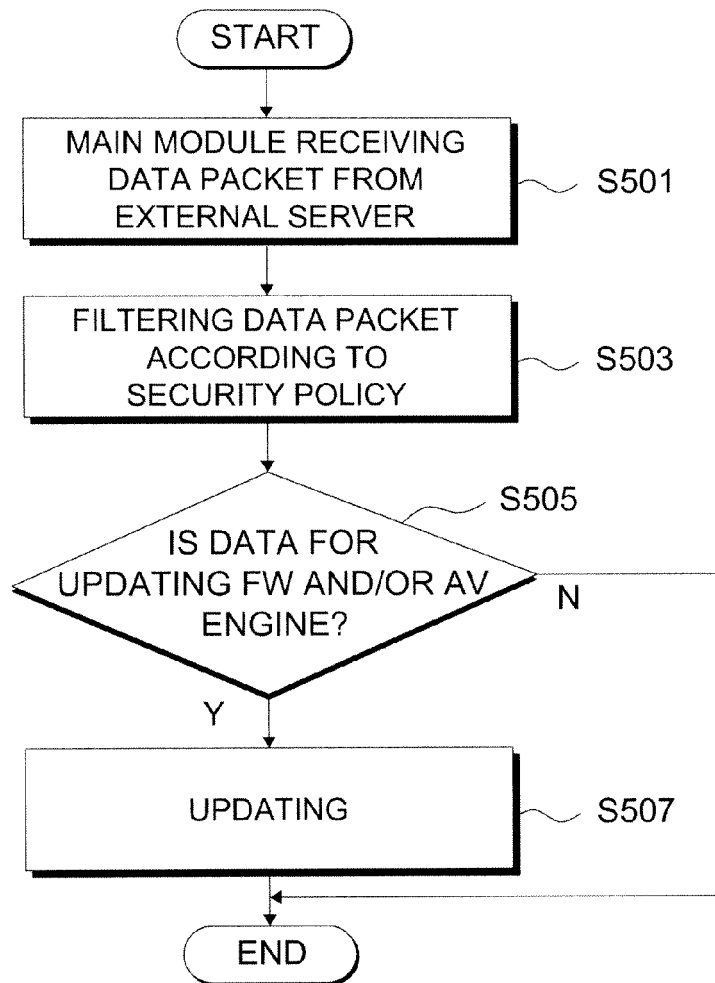 START
MAIN MODULE RECEIVING
DATA PACKET FROM
EXTERNAL SERVER
S501
FILTERING DATA PACKET
ACCORDING TO
SECURITY POLICY
S503
S505
IS DATA FOR
UPDATING FW AND/OR AV
ENGINE?
N
Y
UPDATING
S507
END